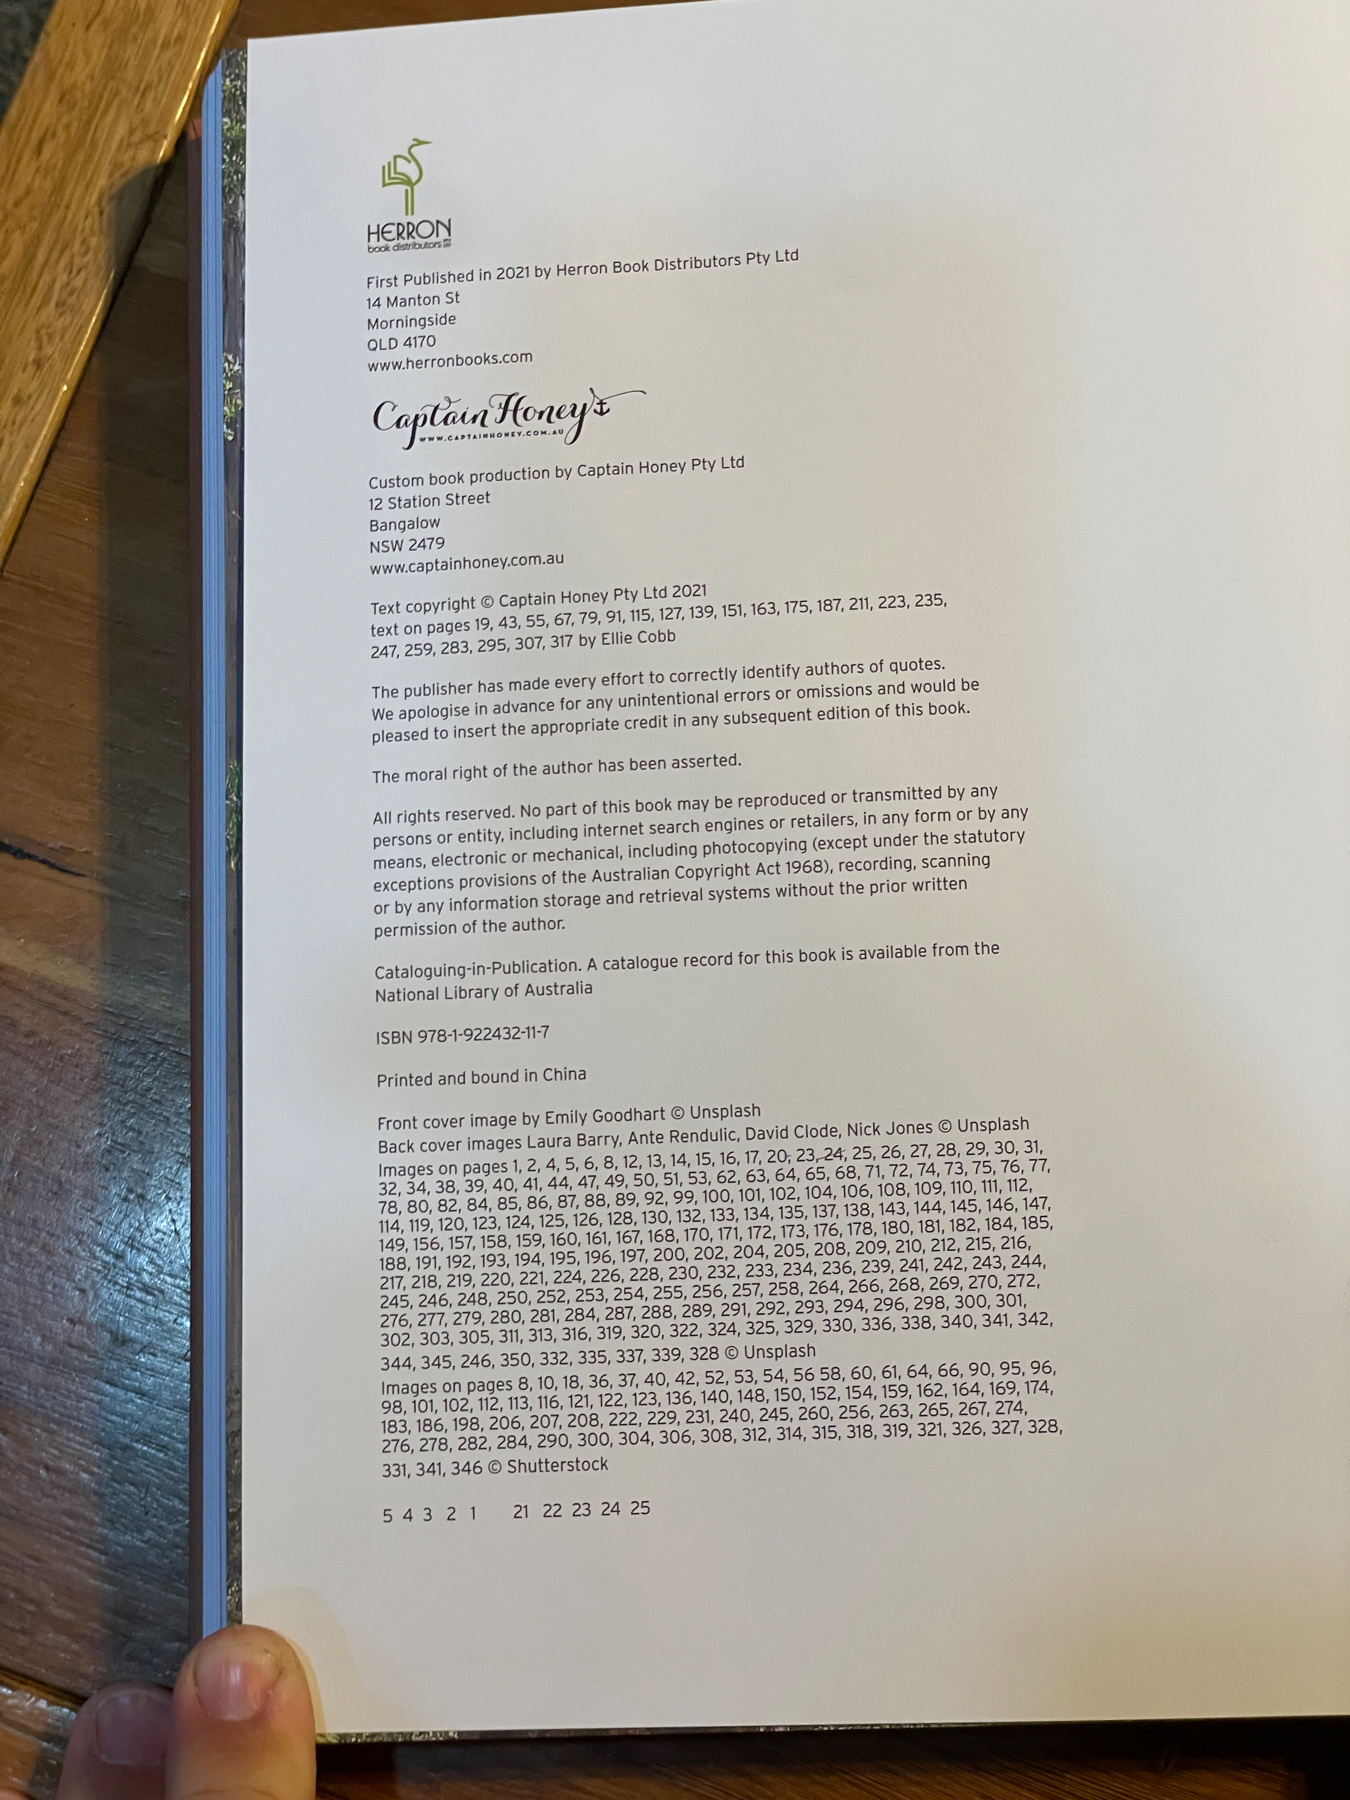 HERRON
book distributors
First Published in 2021 by Herron Book Distributors Pty Ltd
14 Manton St
Morningside
QLD 4170
www.herronbooks.com
Captain Honey
WWW.CAPTAINHONEY.COM.AU
Custom book production by Captain Honey Pty Ltd
12 Station Street
Bangalow
NSW 2479
www.captainhoney.com.au
Text copyright © Captain Honey Pty Ltd 2021
text on pages 19, 43, 55, 67, 79, 91, 115, 127, 139, 151, 163, 175, 187, 211, 223, 235,
247, 259, 283, 295, 307, 317 by Ellie Cobb
The publisher has made every effort to correctly identify authors of quotes.
We apologise in advance for any unintentional errors or omissions and would be
pleased to insert the appropriate credit in any subsequent edition of this book.
The moral right of the author has been asserted.
All rights reserved. No part of this book may be reproduced or transmitted by any
persons or entity, including internet search engines or retailers, in any form or by any
means, electronic or mechanical, including photocopying (except under the statutory
exceptions provisions of the Australian Copyright Act 1968), recording, scanning
or by any information storage and retrieval systems without the prior written
permission of the author.
Cataloguing-in-Publication. A catalogue record for this book is available from the
National Library of Australia
ISBN 978-1-922432-11-7
Printed and bound in China
Front cover image by Emily Goodhart © Unsplash
Back cover images Laura Barry, Ante Rendulic, David Clode, Nick Jones © Unsplash
Images on pages 1, 2, 4, 5, 6, 8, 12, 13, 14, 15, 16, 17, 20, 23, 24, 25, 26, 27, 28, 29, 30, 31,
32, 34, 38, 39, 40, 41, 44, 47, 49, 50, 51, 53, 62, 63, 64, 65, 68, 71, 72, 74, 73, 75, 76, 77,
78, 80, 82, 84, 85, 86, 87, 88, 89, 92, 99, 100, 101, 102, 104, 106, 108, 109, 110, 111, 112,
114, 119, 120, 123, 124, 125, 126, 128, 130, 132, 133, 134, 135, 137, 138, 143, 144, 145, 146, 147,
149, 156, 157, 158, 159, 160, 161, 167, 168, 170, 171, 172, 173, 176, 178, 180, 181, 182, 184, 185,
188, 191, 192, 193, 194, 195, 196, 197, 200, 202, 204, 205, 208, 209, 210, 212, 215, 216,
217, 218, 219, 220, 221, 224, 226, 228, 230, 232, 233, 234, 236, 239, 241, 242, 243, 244,
245, 246, 248, 250, 252, 253, 254, 255, 256, 257, 258, 264, 266, 268, 269, 270, 272,
276, 277, 279, 280, 281, 284, 287, 288, 289, 291, 292, 293, 294, 296, 298, 300, 301,
302, 303, 305, 311, 313, 316, 319, 320, 322, 324, 325, 329, 330, 336, 338, 340, 341, 342,
344, 345, 246, 350, 332, 335, 337, 339, 328 © Unsplash
Images on pages 8, 10, 18, 36, 37, 40, 42, 52, 53, 54, 56 58, 60, 61, 64, 66, 90, 95, 96,
98, 101, 102, 112, 113, 116, 121, 122, 123, 136, 140, 148, 150, 152, 154, 159, 162, 164, 169, 174,
183, 186, 198, 206, 207, 208, 222, 229, 231, 240, 245, 260, 256, 263, 265, 267, 274,
276, 278, 282, 284, 290, 300, 304, 306, 308, 312, 314, 315, 318, 319, 321, 326, 327, 328,
331, 341, 346 © Shutterstock
5 4 3 2 1 21 22 23 24 25